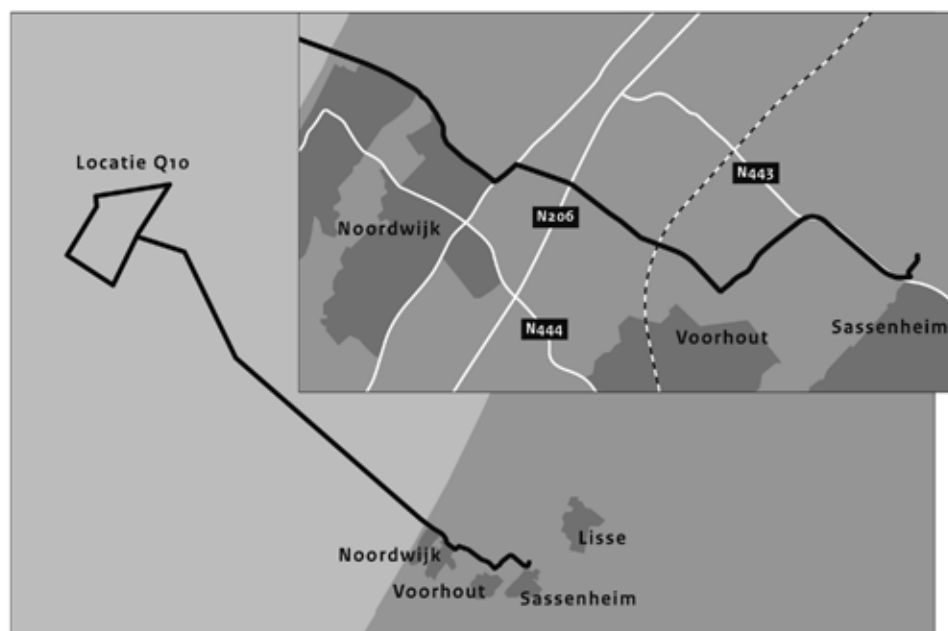 Locatie Q10
N443
N206
Noordwijk
N444
Voorhout
Sassenheim
Lisse
Noordwijk
Voorhout
Sassenheim